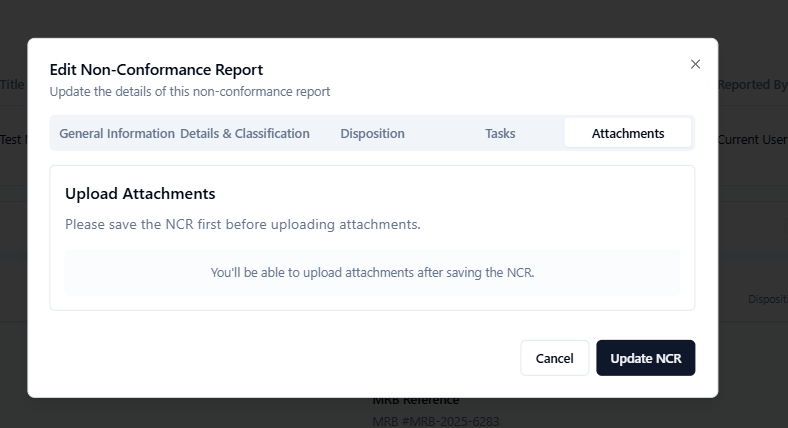 Edit Non-Conformance Report
Update the details of this non-conformance report
Title
Reported By
General Information Details & Classification Disposition Tasks Attachments
Test
Current User
Upload Attachments
Please save the NCR first before uploading attachments.
You'll be able to upload attachments after saving the NCR.
Cancel Update NCR
MRB Reference
MRB #MRB-2025-6283